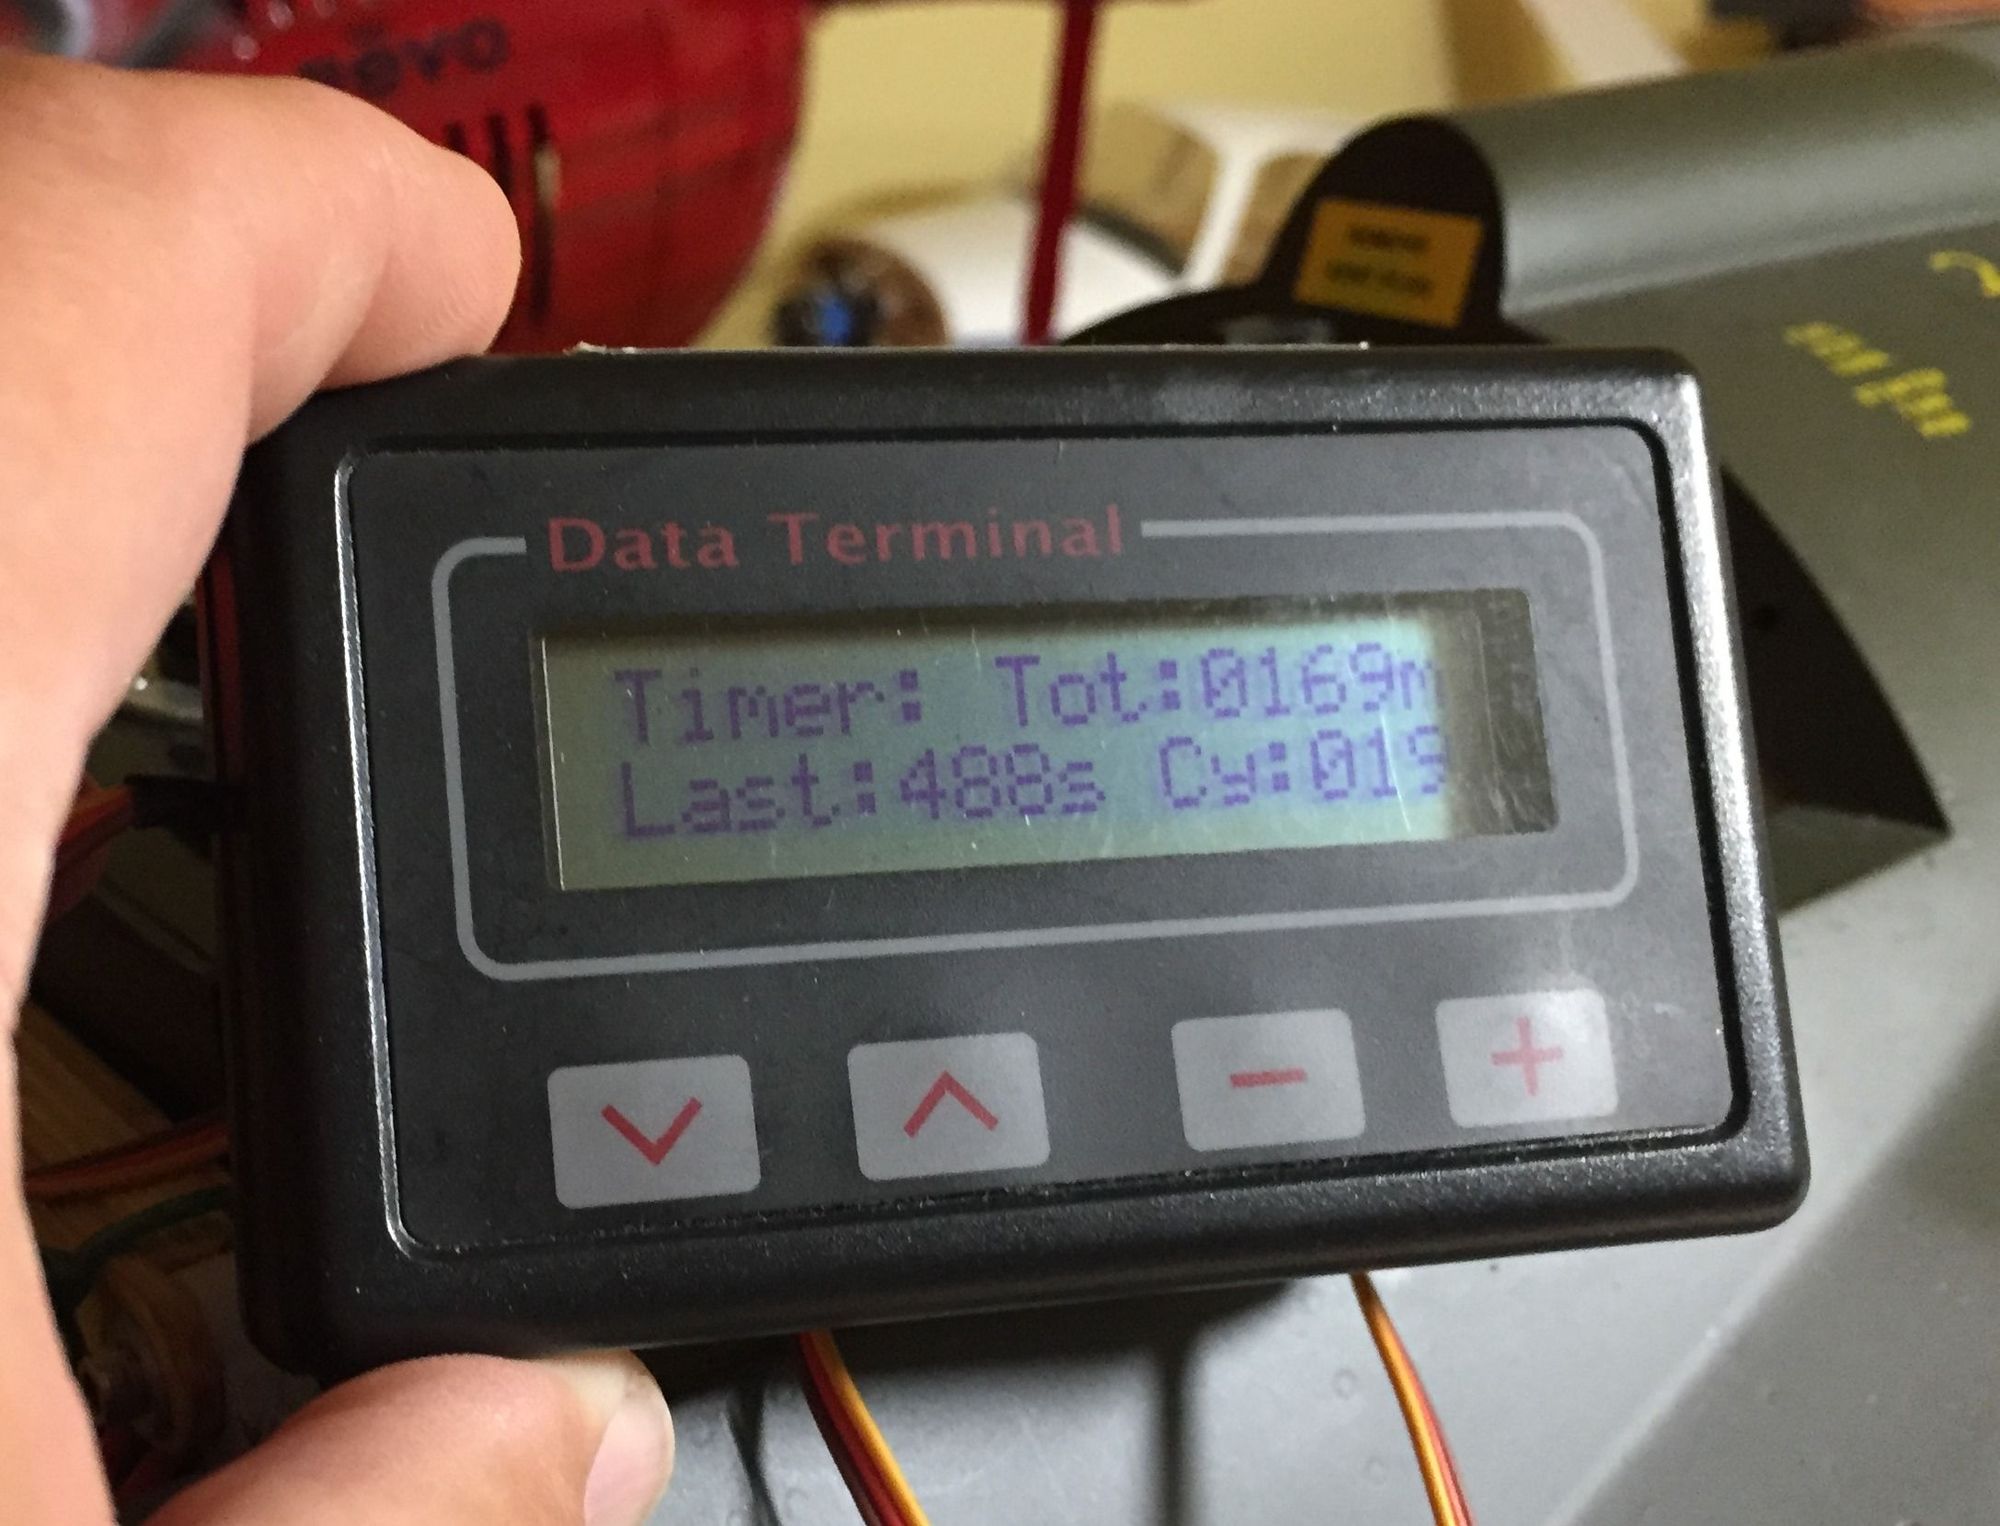 Data Terminal
Timer: Tot:0169m
Last:488s Cy:019